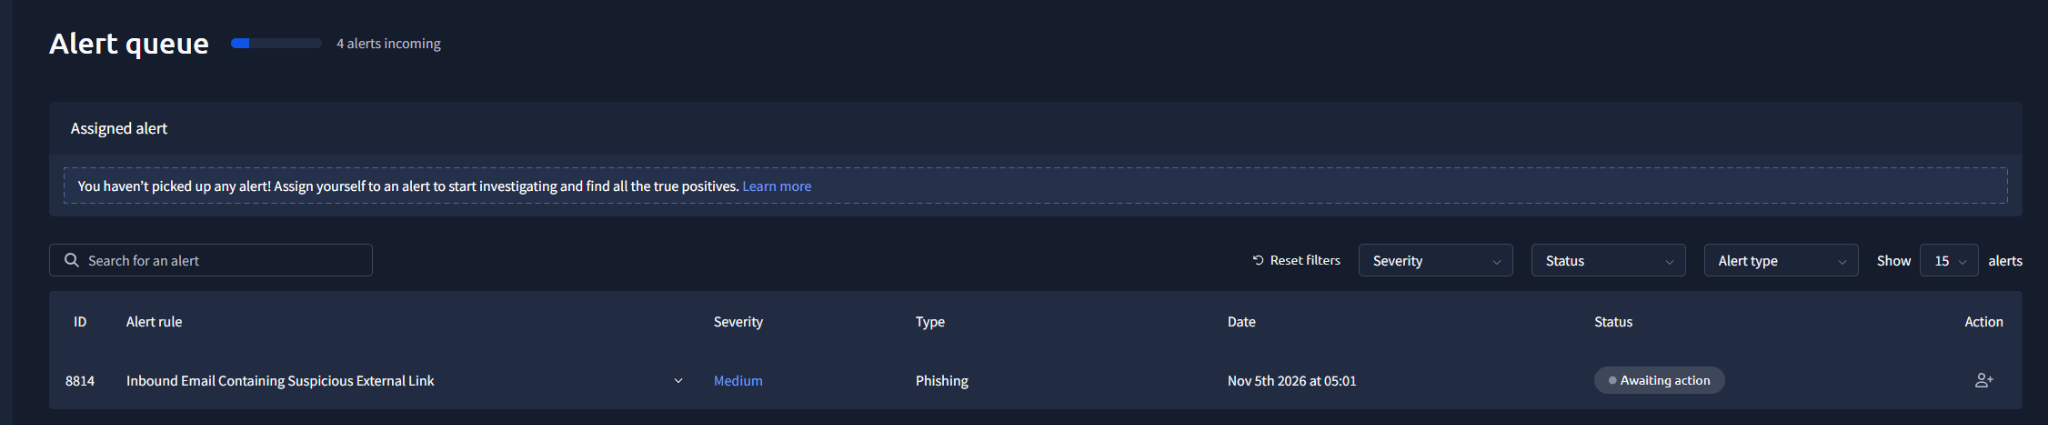 Alert queue 4 alerts incoming
Assigned alert
You haven't picked up any alert! Assign yourself to an alert to start investigating and find all the true positives. Learn more
Search for an alert Reset filters Severity Status Alert type Show 15 alerts
ID Alert rule Severity Type Date Status Action
8814 Inbound Email Containing Suspicious External Link Medium Phishing Nov 5th 2026 at 05:01 Awaiting action